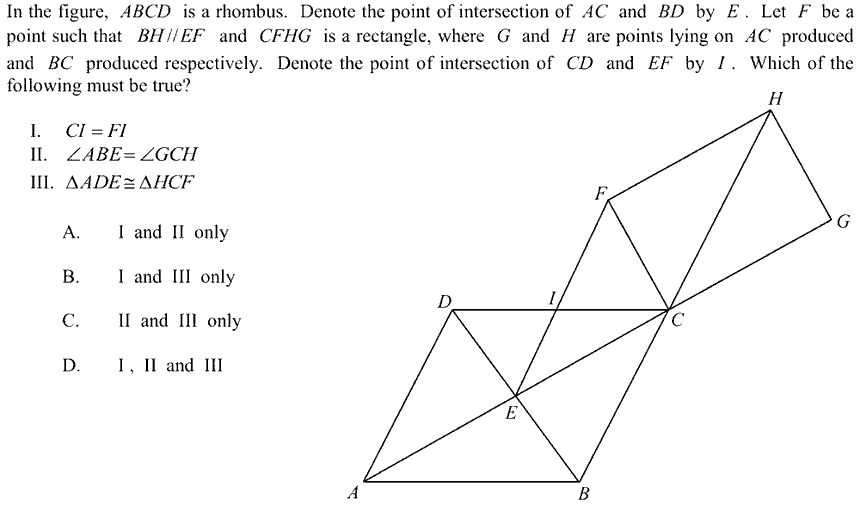 In the figure, ABCD is a rhombus. Denote the point of intersection of AC and BD by E . Let F be a
point such that BH//EF and CFHG is a rectangle, where G and H are points lying on AC produced
and BC produced respectively. Denote the point of intersection of CD and EF by I . Which of the
following must be true?
I. CI = FI
II. ∠ABE= ∠GCH
III. ΔADE ≅ ΔHCF
A. I and II only
B. I and III only
C. II and III only
D. I , II and III
H
F
G
D
I
C
E
A
B